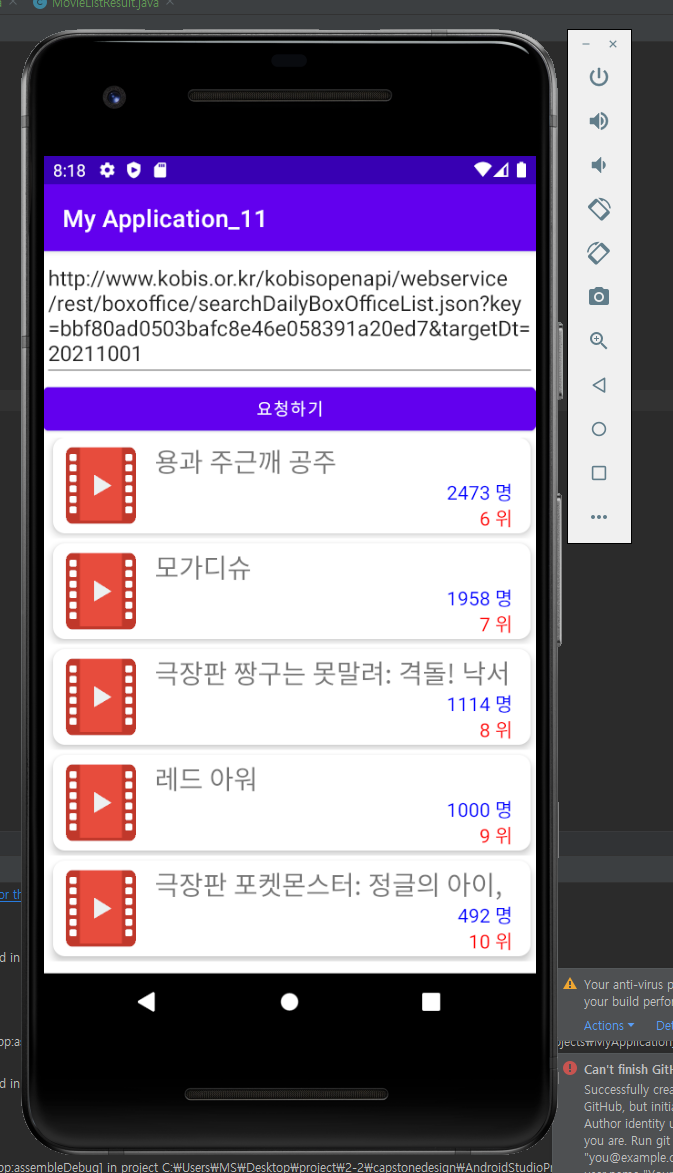 MovieListResult.java
8:18
My Application_11
http://www.kobis.or.kr/kobisopenapi/webservice
/rest/boxoffice/searchDailyBoxOfficeList.json?key
=bbf80ad0503bafc8e46e058391a20ed7&targetDt=
20211001
요청하기
용과 주근깨 공주
2473 명
6 위
모가디슈
1958 명
7 위
극장판 짱구는 못말려: 격돌! 낙서
1114 명
8 위
레드 아워
1000 명
9 위
극장판 포켓몬스터: 정글의 아이,
492 명
10 위
or th
d in
Your anti-virus p
your build perfor
Actions
De
op:as
ojects\MyApplication
Can't finish GitH
d in
Successfully crea
GitHub, but initia
Author identity u
you are. Run git
"you@example.c
op:assembleDebug] in project C:\Users\MS\Desktop\project\2-2\capstonedesign\AndroidStudioPr